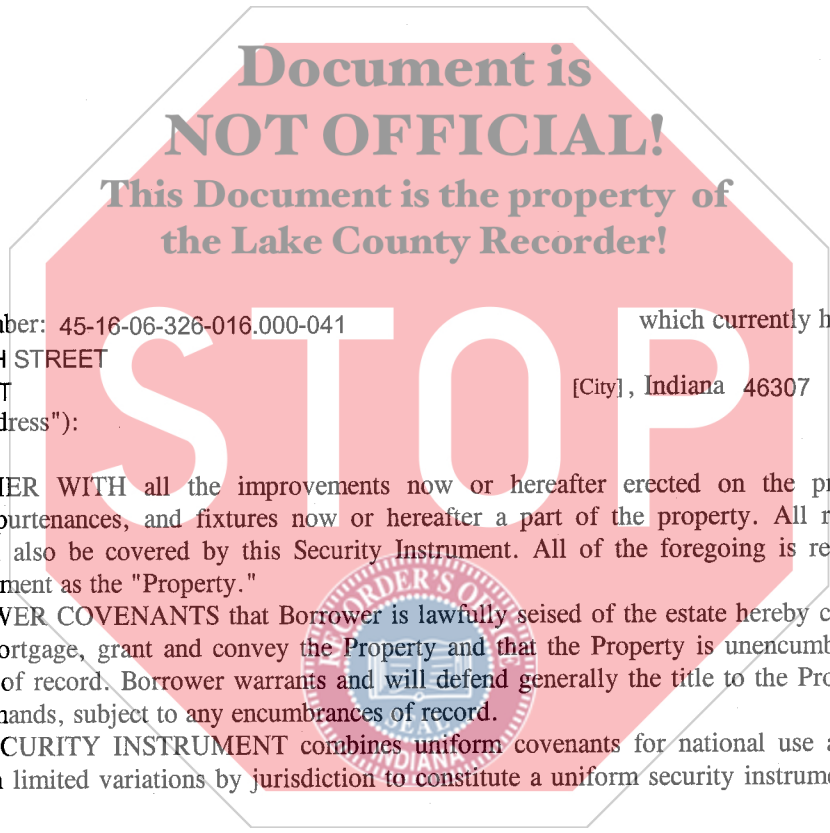 Document is
NOT OFFICIAL!
This Document is the property of
the Lake County Recorder!
STOP
ber: 45-16-06-326-016.000-041 which currently h
H STREET
T [City], Indiana 46307
dress"):
ER WITH all the improvements now or hereafter erected on the pr
purtenances, and fixtures now or hereafter a part of the property. All r
also be covered by this Security Instrument. All of the foregoing is re
ment as the "Property."
WER COVENANTS that Borrower is lawfully seised of the estate hereby c
ortgage, grant and convey the Property and that the Property is unencumb
of record. Borrower warrants and will defend generally the title to the Pro
nands, subject to any encumbrances of record.
CURITY INSTRUMENT combines uniform covenants for national use a
limited variations by jurisdiction to constitute a uniform security instrume
RECORDER'S OFFICE
SEAL
INDIANA